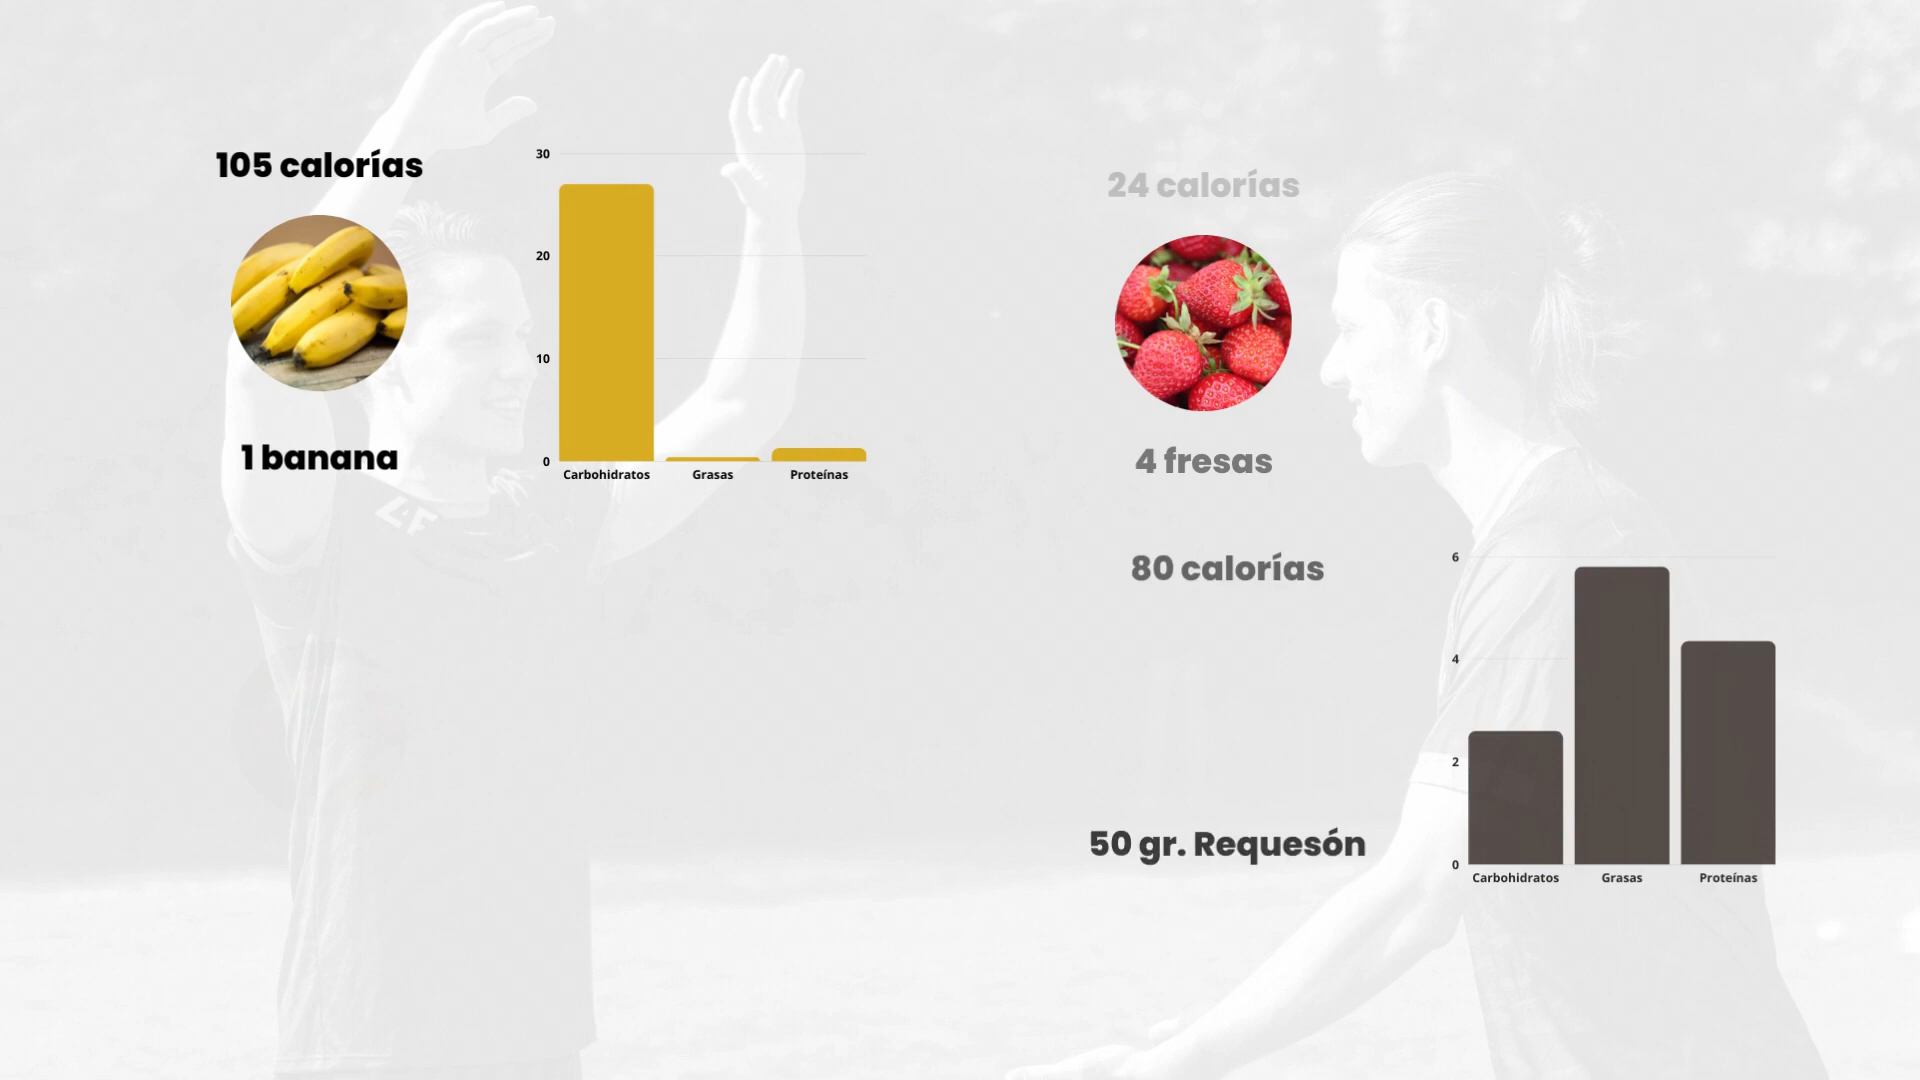 105 calorías
1 banana
30
20
10
0
Carbohidratos Grasas Proteínas
24 calorías
4 fresas
80 calorías
50 gr. Requesón
6
4
2
0
Carbohidratos Grasas Proteínas